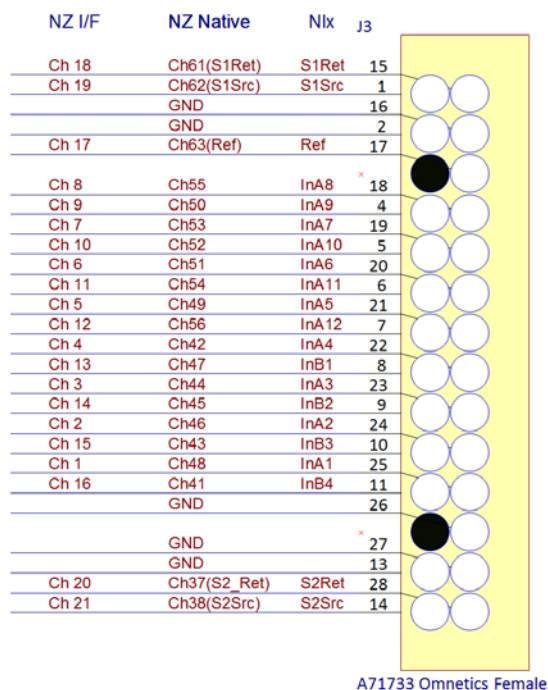 NZ I/F NZ Native NIx J3
Ch 18 Ch61(S1Ret) S1Ret 15
Ch 19 Ch62(S1Src) S1Src 1
GND 16
GND 2
Ch 17 Ch63(Ref) Ref 17
×
Ch 8 Ch55 InA8 18
Ch 9 Ch50 InA9 4
Ch 7 Ch53 InA7 19
Ch 10 Ch52 InA10 5
Ch 6 Ch51 InA6 20
Ch 11 Ch54 InA11 6
Ch 5 Ch49 InA5 21
Ch 12 Ch56 InA12 7
Ch 4 Ch42 InA4 22
Ch 13 Ch47 InB1 8
Ch 3 Ch44 InA3 23
Ch 14 Ch45 InB2 9
Ch 2 Ch46 InA2 24
Ch 15 Ch43 InB3 10
Ch 1 Ch48 InA1 25
Ch 16 Ch41 InB4 11
GND 26
×
GND 27
GND 13
Ch 20 Ch37(S2_Ret) S2Ret 28
Ch 21 Ch38(S2Src) S2Src 14
A71733 Omnetics Female